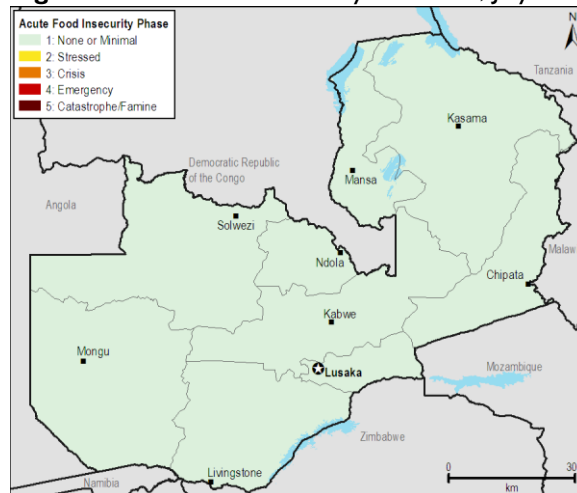 Acute Food Insecurity Phase
1: None or Minimal
2: Stressed
3: Crisis
4: Emergency
5: Catastrophe/Famine
N
Tanzania
Kasama
Democratic Republic
of the Congo
Mansa
Angola
Solwezi
Ndola
Malaw
Chipata
Kabwe
Mongu
Lusaka
Mozambique
Zimbabwe
Livingstone
Namibia
0 30
km